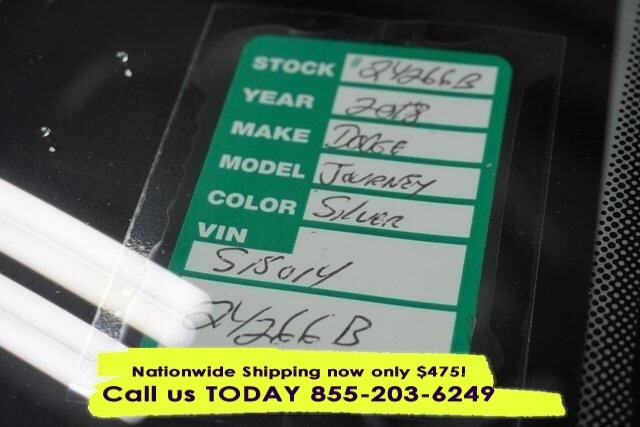 STOCK #24266B
YEAR 2018
MAKE DODGE
MODEL JOURNEY
COLOR SILVER
VIN
515014
24266B
Nationwide Shipping now only $475!
Call us TODAY 855-203-6249